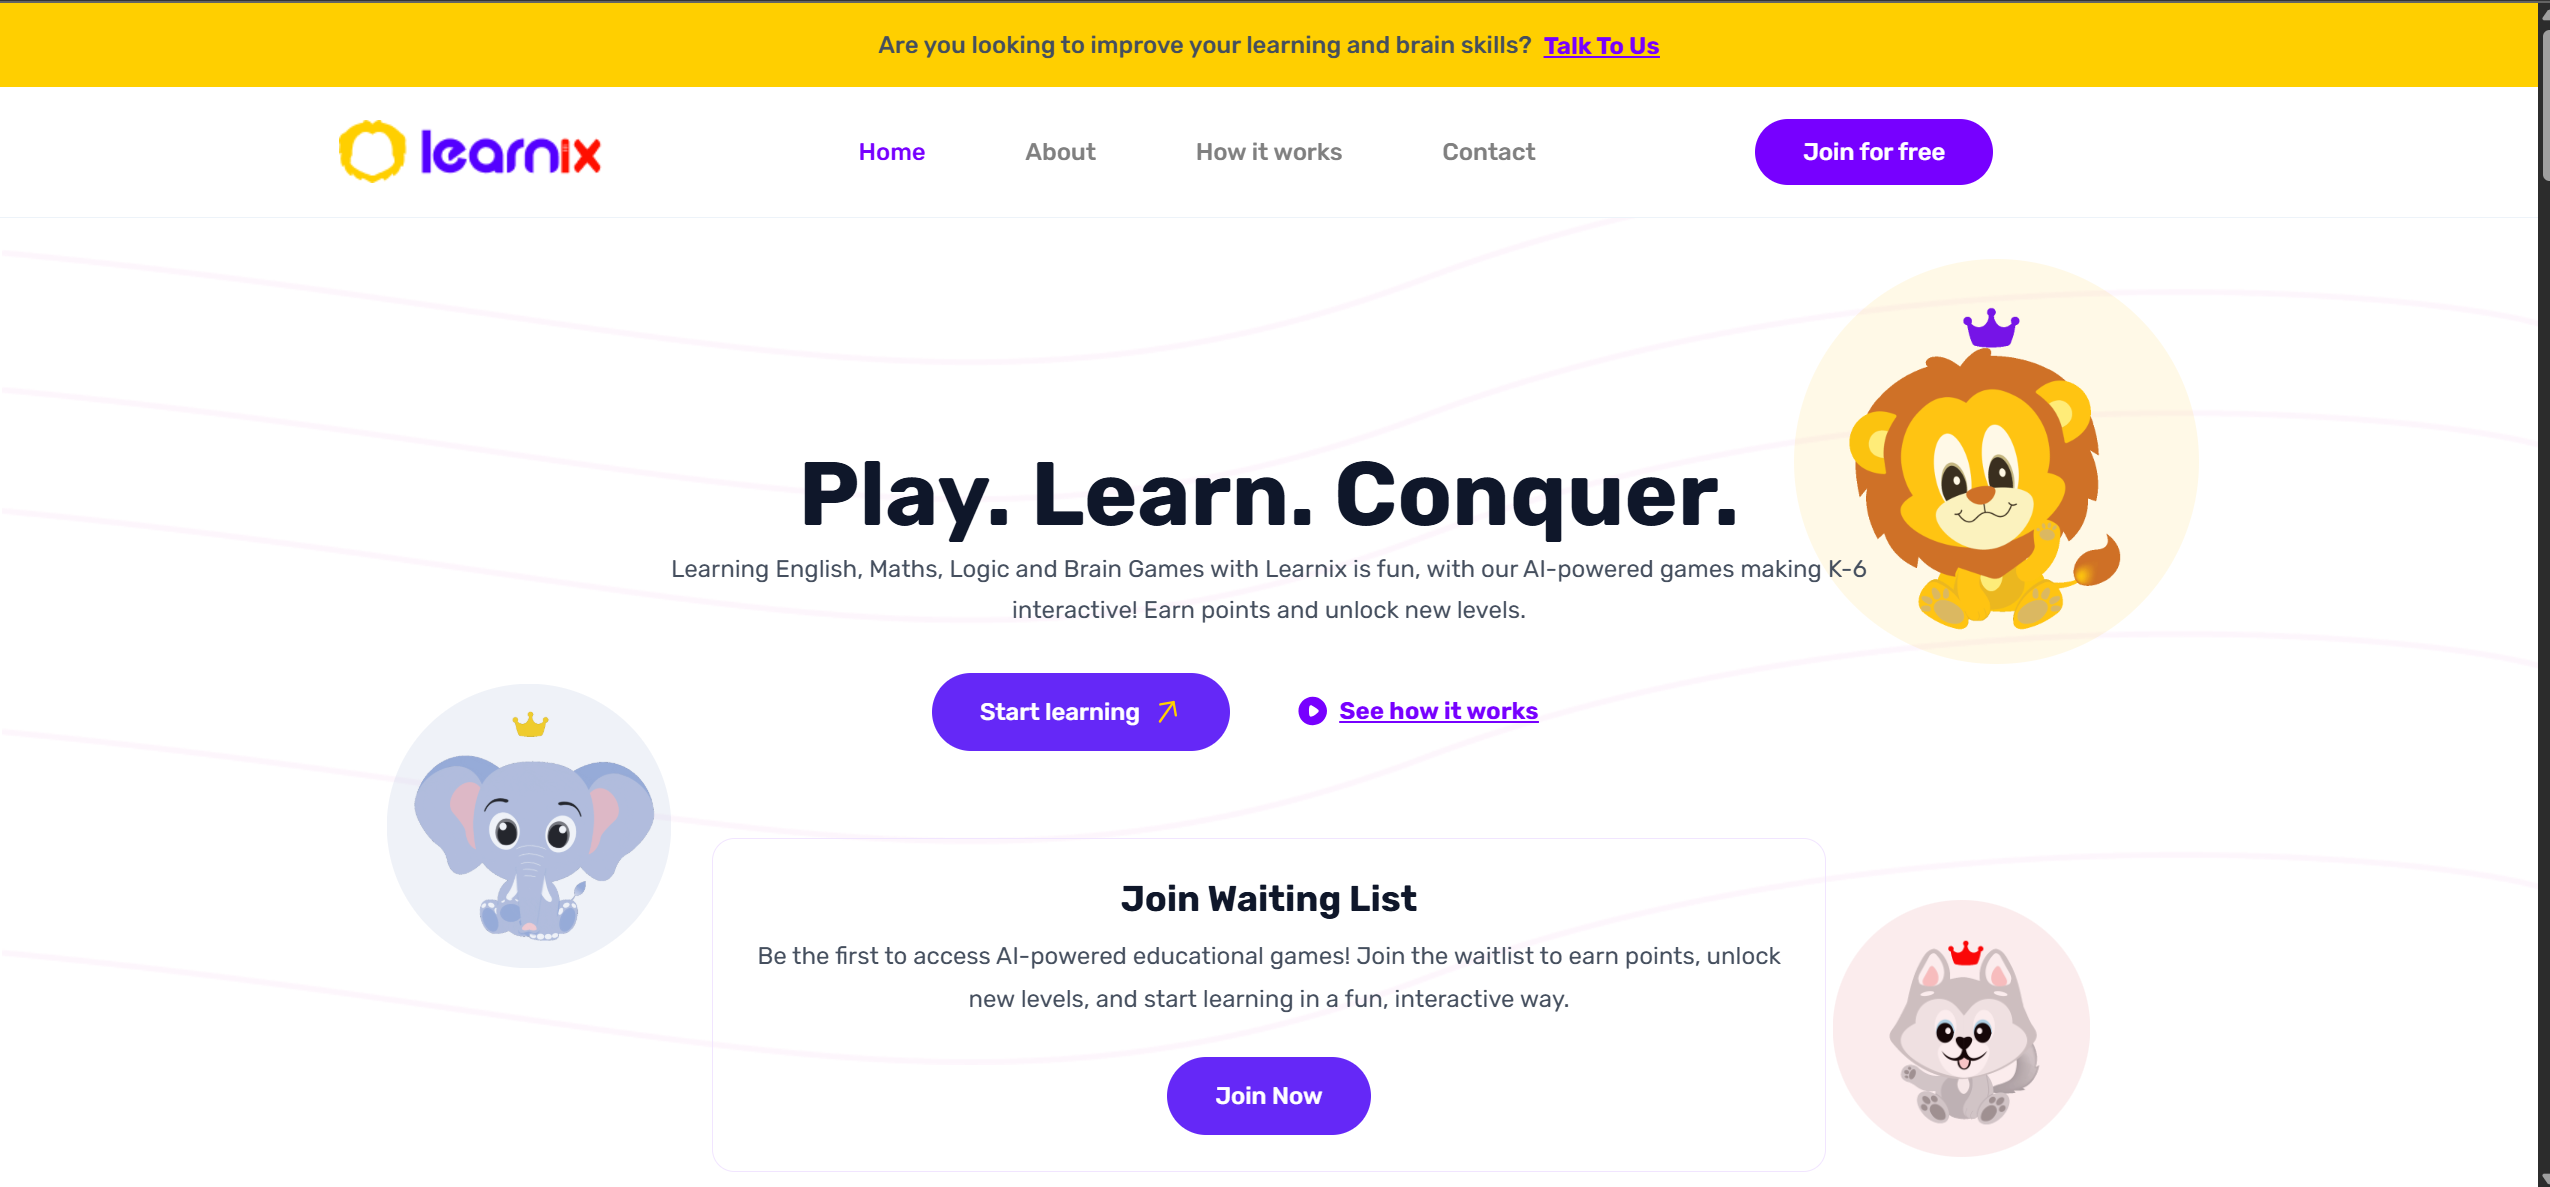 Are you looking to improve your learning and brain skills? Talk To Us
learnix
Home
About
How it works
Contact
Join for free
Play. Learn. Conquer.
Learning English, Maths, Logic and Brain Games with Learnix is fun, with our AI-powered games making K-6
interactive! Earn points and unlock new levels.
Start learning
See how it works
Join Waiting List
Be the first to access AI-powered educational games! Join the waitlist to earn points, unlock
new levels, and start learning in a fun, interactive way.
Join Now